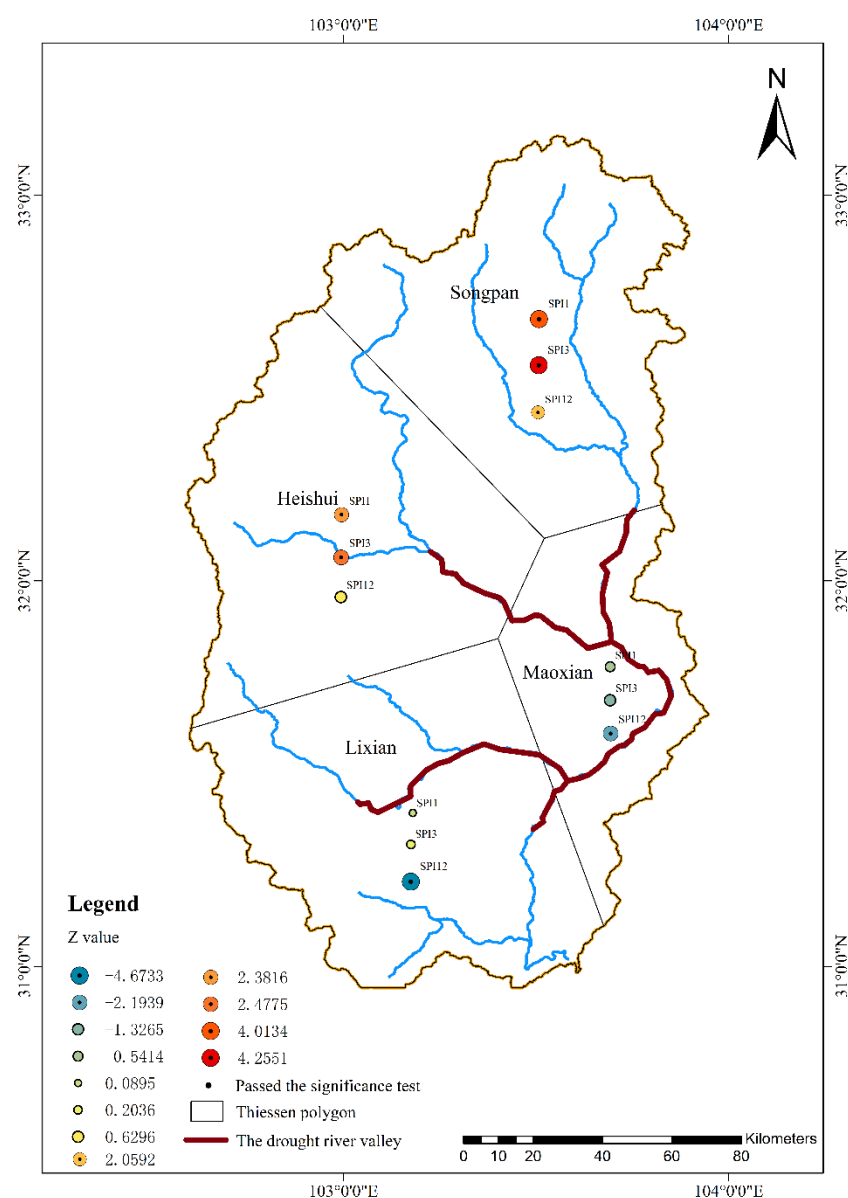 103°0'0"E 104°0'0"E
N
33°0'0"N 33°0'0"N
Songpan
SPI1
SPI3
SPI12
Heishui
SPI1
SPI3
SPI12
32°0'0"N 32°0'0"N
Maoxian
SPI1
SPI3
SPI12
Lixian
SPI1
SPI3
SPI12
31°0'0"N 31°0'0"N
Legend
Z value
-4.6733
-2.1939
-1.3265
0.5414
0.0895
0.2036
0.6296
2.0592
2.3816
2.4775
4.0134
4.2551
Passed the significance test
Thiessen polygon
The drought river valley
Kilometers
0 10 20 40 60 80
103°0'0"E 104°0'0"E